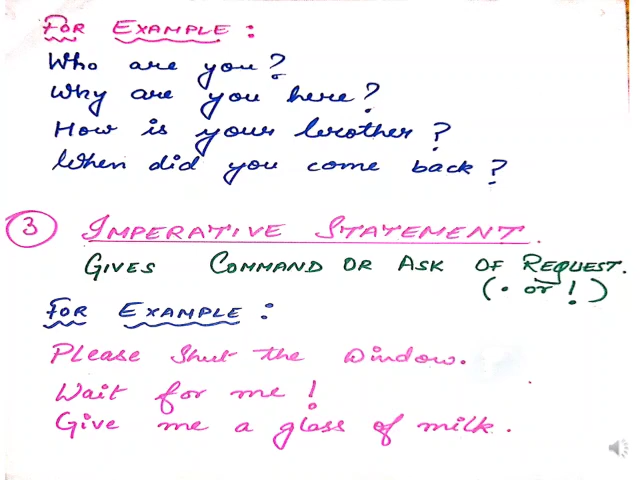 FOR EXAMPLE :
Who are you?
Why are you here?
How is your brother?
When did you come back?
3 IMPERATIVE STATEMENT.
GIVES COMMAND OR ASK OF REQUEST.
(. or !)
FOR EXAMPLE :
Please Shut the window.
Wait for me !
Give me a glass of milk.